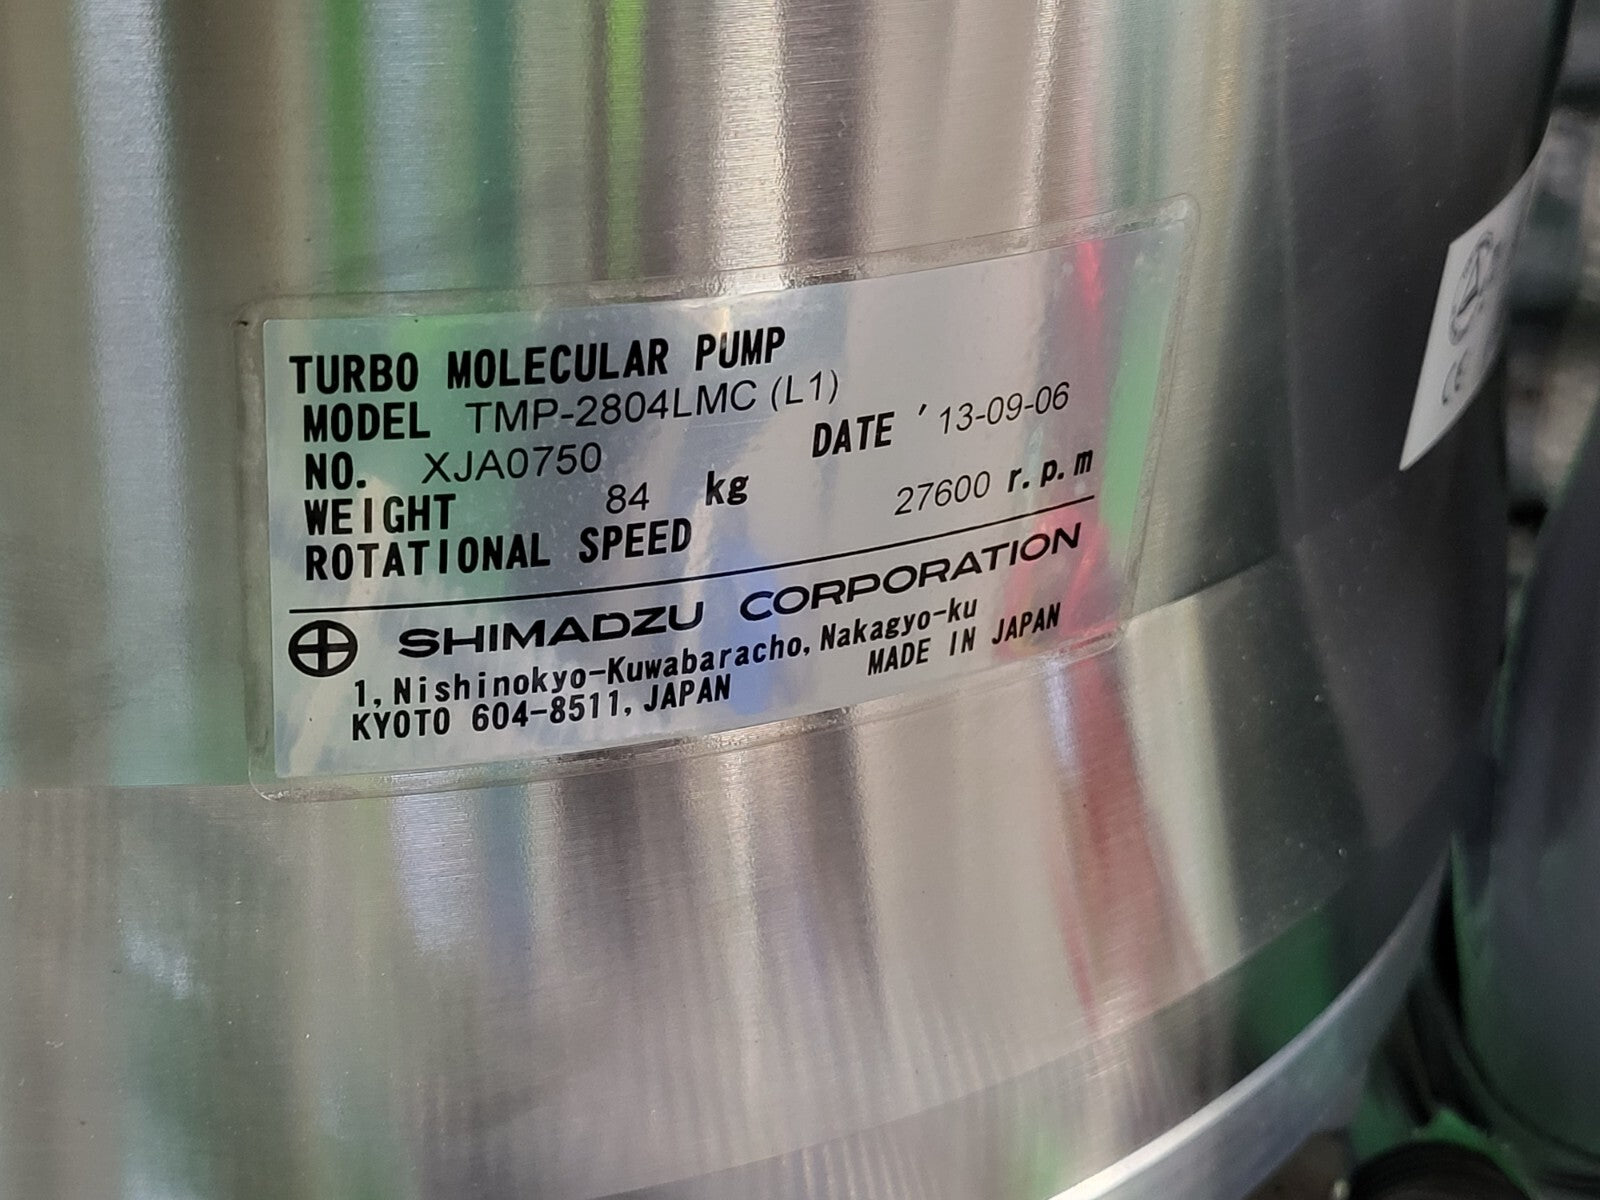 TURBO MOLECULAR PUMP
MODEL TMP-2804LMC (L1)
NO. XJA0750 DATE '13-09-06
WEIGHT 84 kg
ROTATIONAL SPEED 27600 r.p.m
SHIMADZU CORPORATION
1, Nishinokyo-Kuwabaracho, Nakagyo-ku
KYOTO 604-8511, JAPAN MADE IN JAPAN
CE